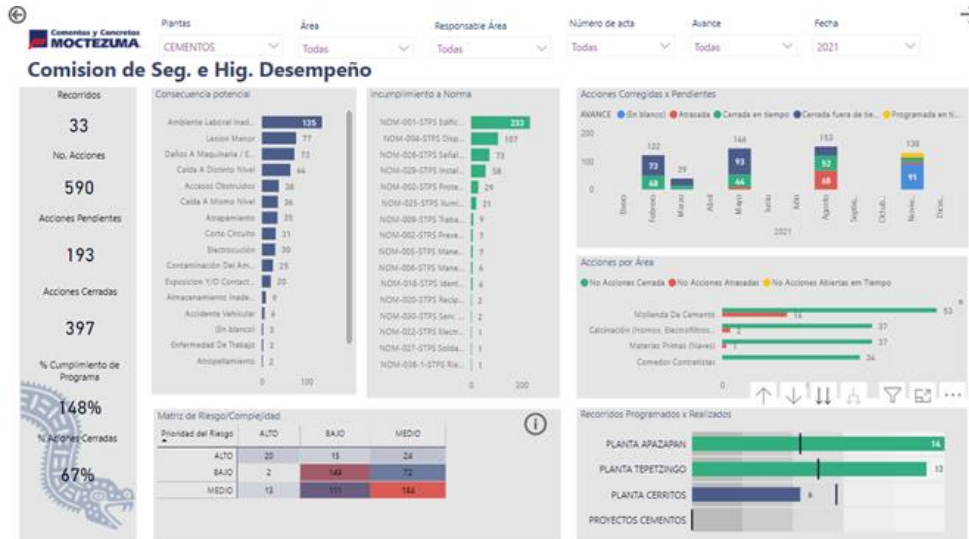 Cementos y Concretos
MOCTEZUMA
Plantas
CEMENTOS
Área
Todas
Responsable Área
Todas
Número de acta
Todas
Avance
Todas
Fecha
2021
Comision de Seg. e Hig. Desempeño
Recorridos
33
No. Acciones
590
Acciones Pendientes
193
Acciones Cerradas
397
% Cumplimiento de
Programa
148%
% Acciones Cerradas
67%
Consecuencia potencial
Ambiente Laboral Inad... 135
Lesion Menor 77
Daños A Maquinaria / E... 73
Caída A Distinto Nivel 64
Accesos Obstruidos 38
Caída A Mismo Nivel 36
Atrapamiento 35
Corto Circuito 31
Electrocución 30
Contaminación Del Am... 25
Exposicion Y/O Contact... 20
Almacenamiento Inade... 9
Accidente Vehicular 6
(En blanco) 3
Enfermedad De Trabajo 2
Atropellamiento 2
0 100
Incumplimiento a Norma
NOM-001-STPS Edific... 233
NOM-004-STPS Disp... 107
NOM-026-STPS Señal... 73
NOM-029-STPS Instal... 58
NOM-002-STPS Prote... 29
NOM-025-STPS Ilumi... 21
NOM-009-STPS Traba... 9
NOM-002-STPS Preve... 7
NOM-005-STPS Mane... 7
NOM-006-STPS Mane... 6
NOM-018-STPS Ident... 6
NOM-020-STPS Recip... 2
NOM-030-STPS Serv. ... 2
NOM-022-STPS Electr... 1
NOM-027-STPS Solda... 1
NOM-036-1-STPS Rie... 1
0 200
Acciones Corregidas x Pendientes
AVANCE (En blanco) Atrasada Cerrada en tiempo Cerrada fuera de tie... Programada en ti...
200
100
0
122
73
48
39
146
93
44
153
52
68
130
91
Enero
Febrero
Marzo
Abril
Mayo
Junio
Julio
Agosto
Septie...
Octub...
Novie...
Dicie...
2021
Acciones por Área
No Acciones Cerrada No Acciones Atrasadas No Acciones Abiertas em Tiempo
Molienda De Cemento 53
16
Calcinación (Hornos, Electrofiltros... 37
2
Materias Primas (Naves) 37
1
Comedor Contratistas 34
0
Matriz de Riesgo/Complejidad
Prioridad del Riesgo ALTO BAJO MEDIO
ALTO 20 15 24
BAJO 2 149 72
MEDIO 13 111 184
Recorridos Programados x Realizados
PLANTA APAZAPAN 14
PLANTA TEPETZINGO 13
PLANTA CERRITOS 6
PROYECTOS CEMENTOS